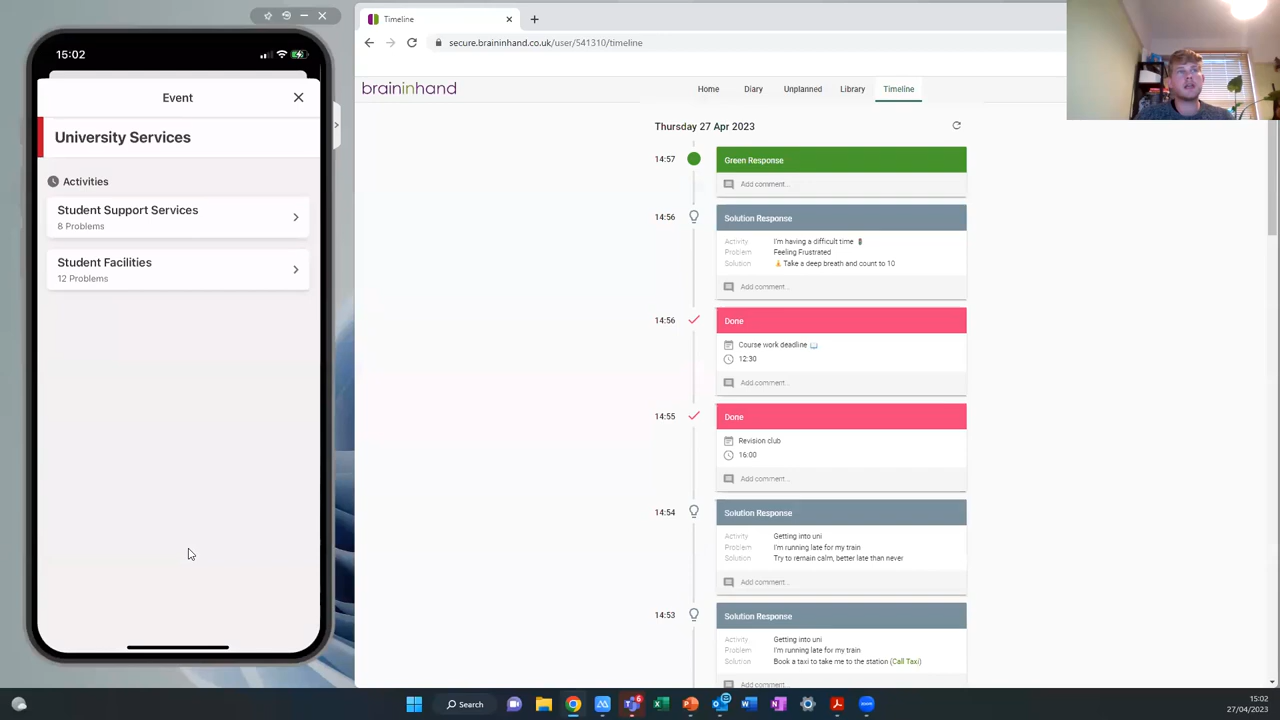 15:02
Event
University Services
Activities
Student Support Services
8 Problems
Student Facilities
12 Problems
Timeline
secure.braininhand.co.uk/user/541310/timeline
braininhand
Home
Diary
Unplanned
Library
Timeline
Thursday 27 Apr 2023
14:57
Green Response
Add comment...
14:56
Solution Response
Activity I'm having a difficult time
Problem Feeling Frustrated
Solution Take a deep breath and count to 10
Add comment...
14:56
Done
Course work deadline
12:30
Add comment...
14:55
Done
Revision club
16:00
Add comment...
14:54
Solution Response
Activity Getting into uni
Problem I'm running late for my train
Solution Try to remain calm, better late than never
Add comment...
14:53
Solution Response
Activity Getting into uni
Problem I'm running late for my train
Solution Book a taxi to take me to the station (Call Taxi)
Add comment...
Search
6
15:02
27/04/2023